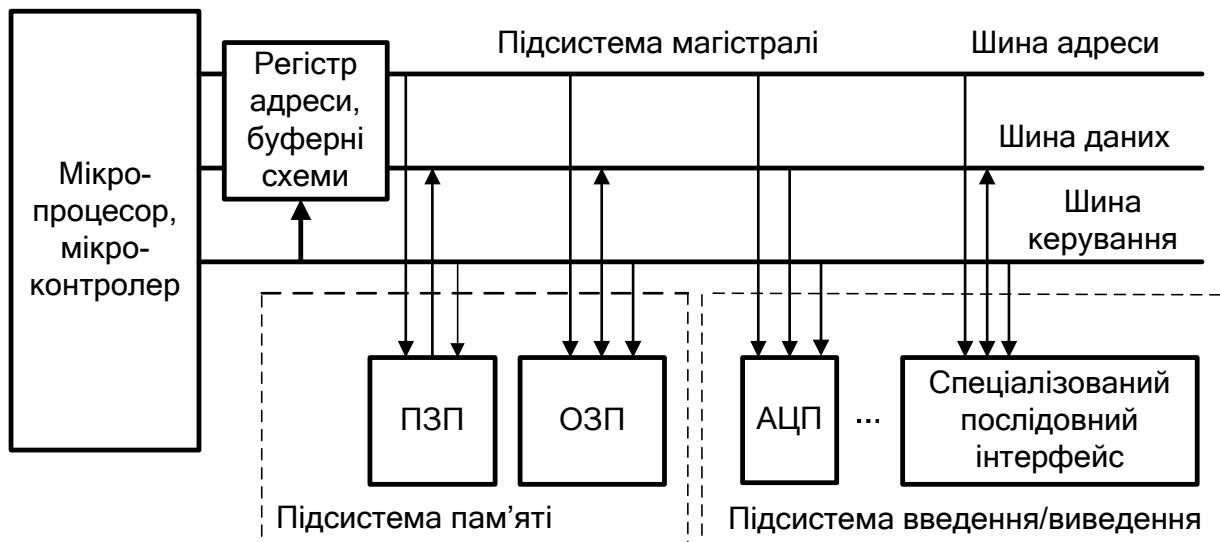 Підсистема магістралі
Шина адреси
Регістр
адреси,
буферні
схеми
Шина даних
Мікро-
процесор,
мікро-
контролер
Шина
керування
ПЗП
ОЗП
АЦП
...
Спеціалізований
послідовний
інтерфейс
Підсистема пам’яті
Підсистема введення/виведення